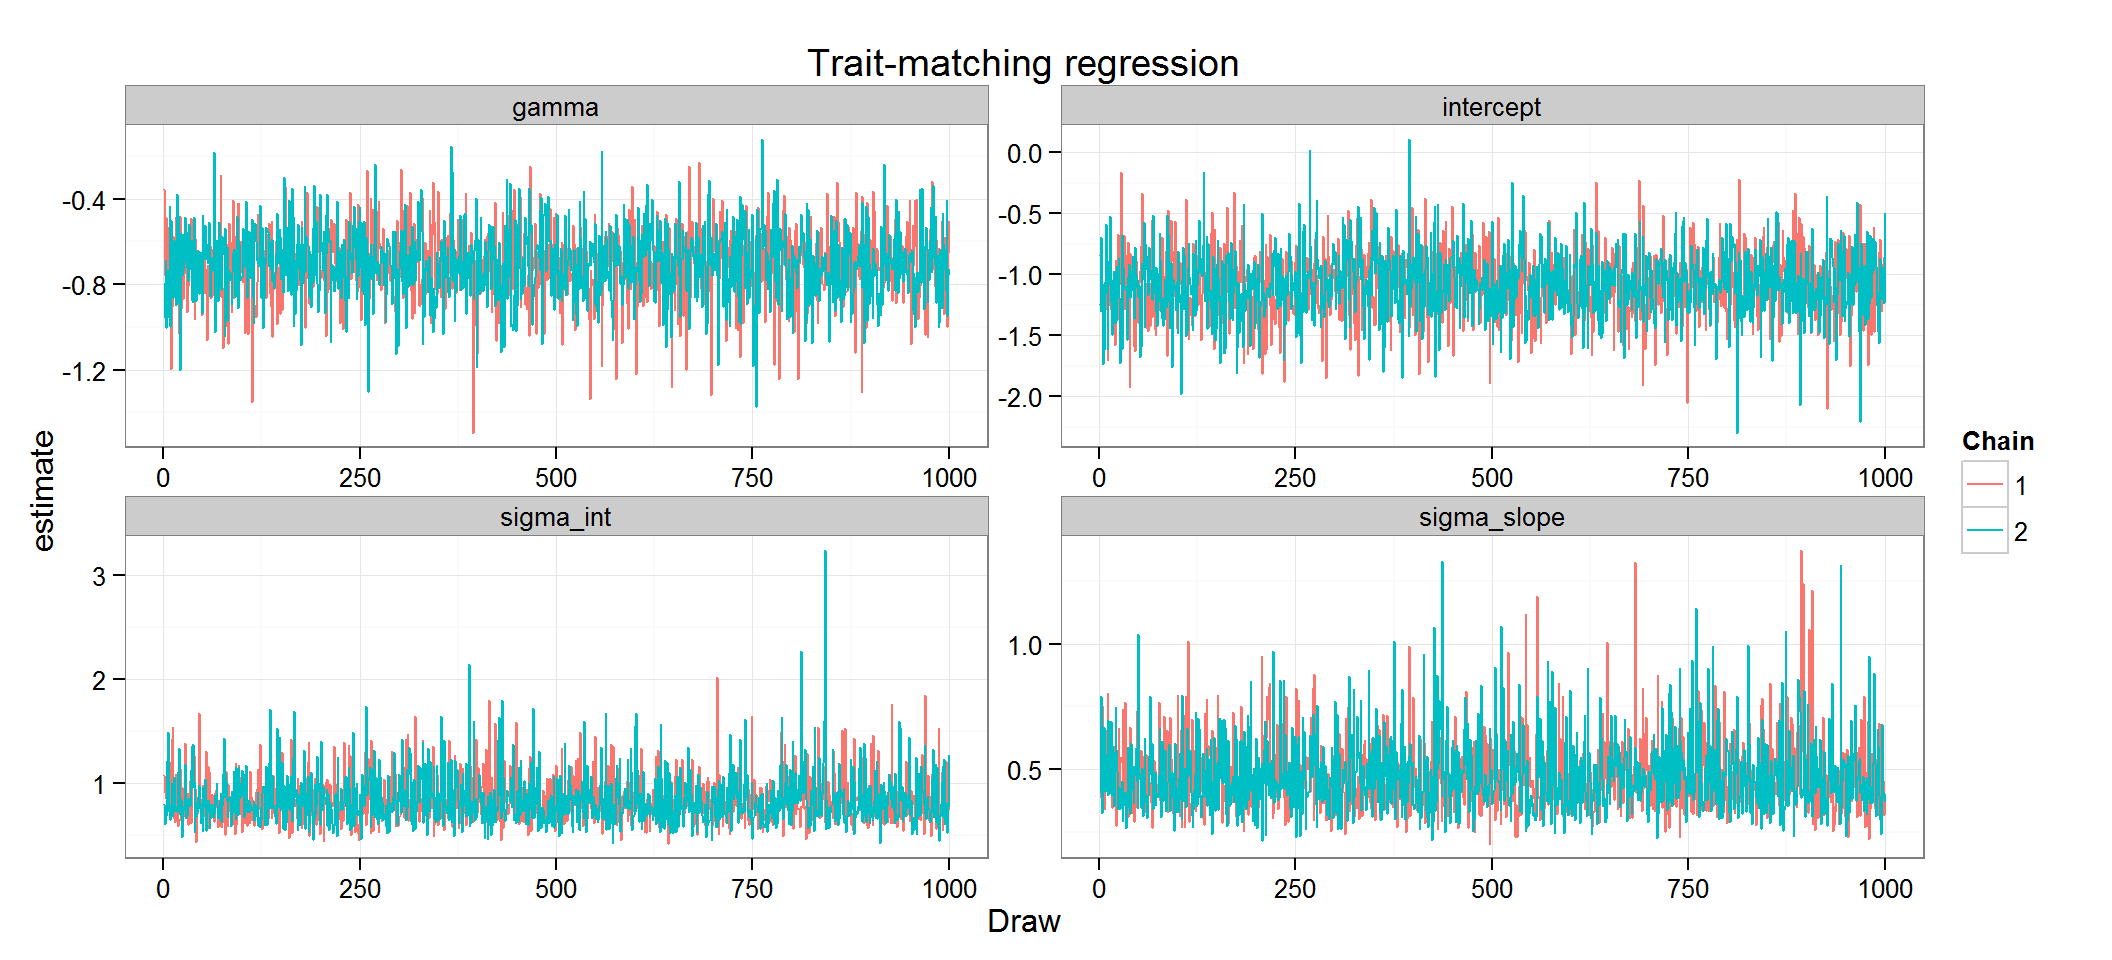 Trait-matching regression
gamma
intercept
-0.4
-0.8
-1.2
0.0
-0.5
-1.0
-1.5
-2.0
0 250 500 750 1000
0 250 500 750 1000
sigma_int
sigma_slope
3
2
1
1.0
0.5
0 250 500 750 1000
0 250 500 750 1000
estimate
Draw
Chain
1
2